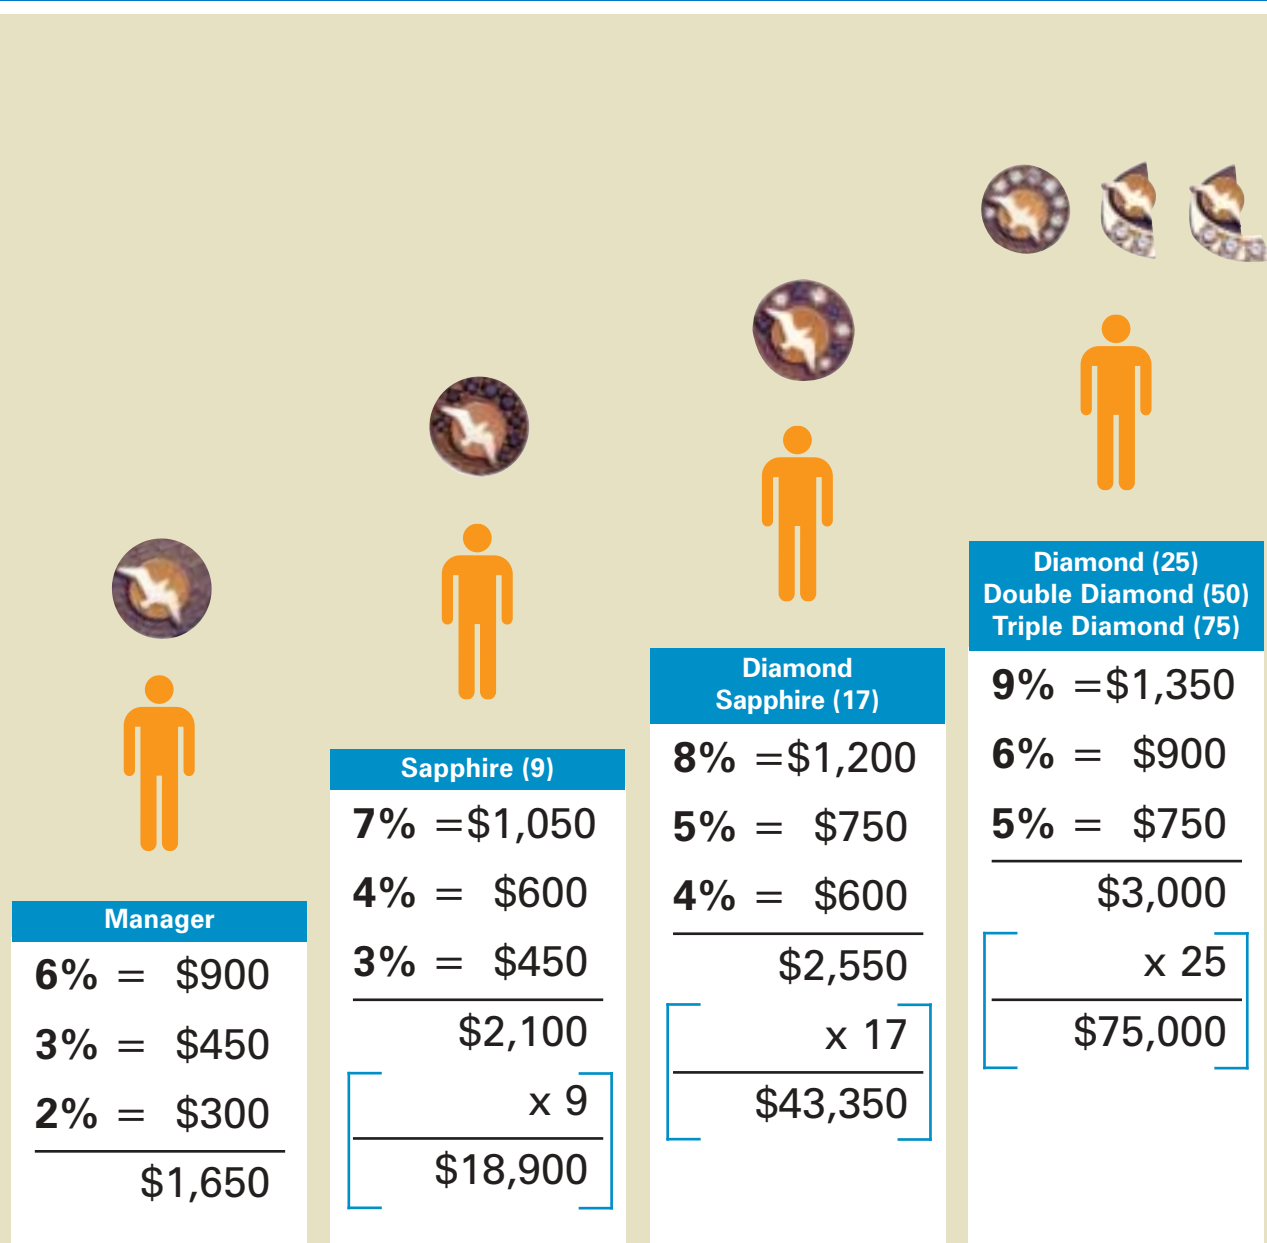 Manager
6% = $900
3% = $450
2% = $300
$1,650
Sapphire (9)
7% =$1,050
4% = $600
3% = $450
$2,100
x 9
$18,900
Diamond
Sapphire (17)
8% =$1,200
5% = $750
4% = $600
$2,550
x 17
$43,350
Diamond (25)
Double Diamond (50)
Triple Diamond (75)
9% =$1,350
6% = $900
5% = $750
$3,000
x 25
$75,000